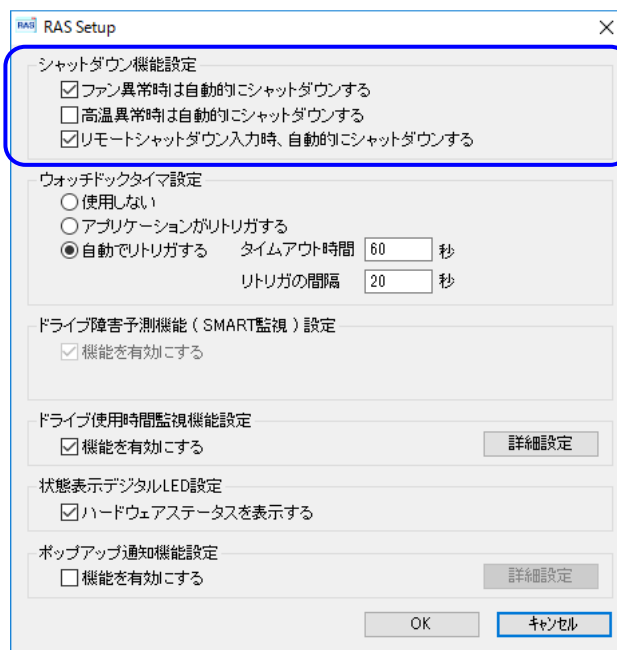 RAS RAS Setup
シャットダウン機能設定
ファン異常時は自動的にシャットダウンする
高温異常時は自動的にシャットダウンする
リモートシャットダウン入力時、自動的にシャットダウンする
ウォッチドックタイマ設定
使用しない
アプリケーションがリトリガする
自動でリトリガする タイムアウト時間 60 秒
リトリガの間隔 20 秒
ドライブ障害予測機能(SMART監視)設定
機能を有効にする
ドライブ使用時間監視機能設定
機能を有効にする 詳細設定
状態表示デジタルLED設定
ハードウェアステータスを表示する
ポップアップ通知機能設定
機能を有効にする 詳細設定
OK キャンセル